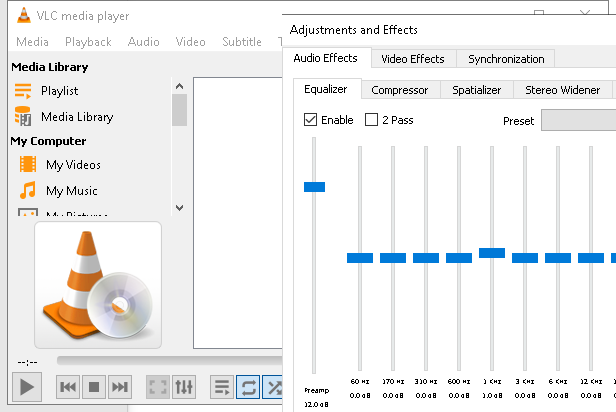 VLC media player
Media Playback Audio Video Subtitle
Media Library
Playlist
Media Library
My Computer
My Videos
My Music
My Pictures
--:--
Adjustments and Effects
Audio Effects Video Effects Synchronization
Equalizer Compressor Spatializer Stereo Widener
Enable 2 Pass Preset
60 Hz 170 Hz 310 Hz 600 Hz 1 KHz 3 KHz 6 KHz 12 KHz
Preamp 0.0 dB 0.0 dB 0.0 dB 0.0 dB 1.0 dB 0.0 dB 0.0 dB 0.0 dB
12.0 dB